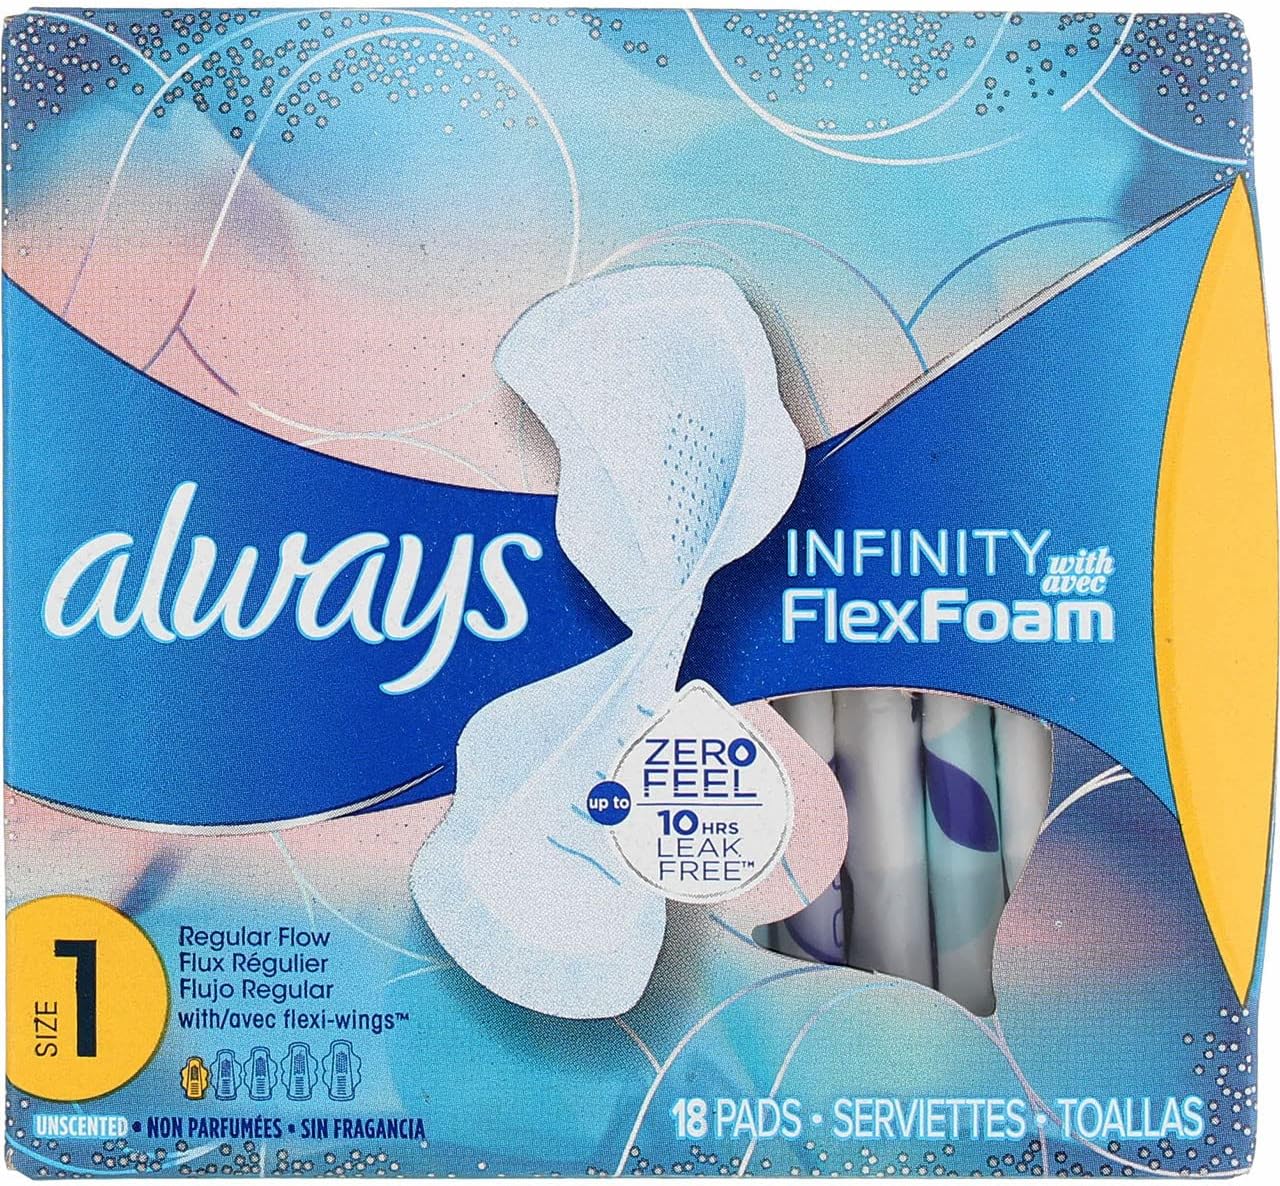 always
INFINITY with
avec
FlexFoam
ZERO
FEEL
up to
10 HRS
LEAK
FREE™
SIZE 1
Regular Flow
Flux Régulier
Flujo Regular
with/avec flexi-wings™
UNSCENTED • NON PARFUMÉES • SIN FRAGANCIA
18 PADS • SERVIETTES • TOALLAS